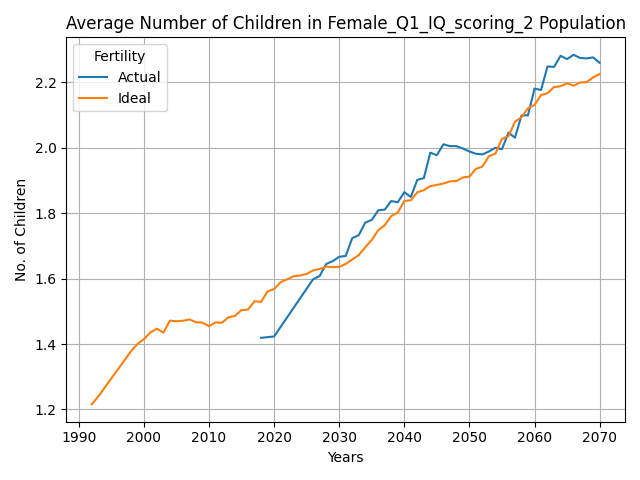 Average Number of Children in Female_Q1_IQ_scoring_2 Population
Fertility
Actual
Ideal
No. of Children
2.2
2.0
1.8
1.6
1.4
1.2
1990 2000 2010 2020 2030 2040 2050 2060 2070
Years